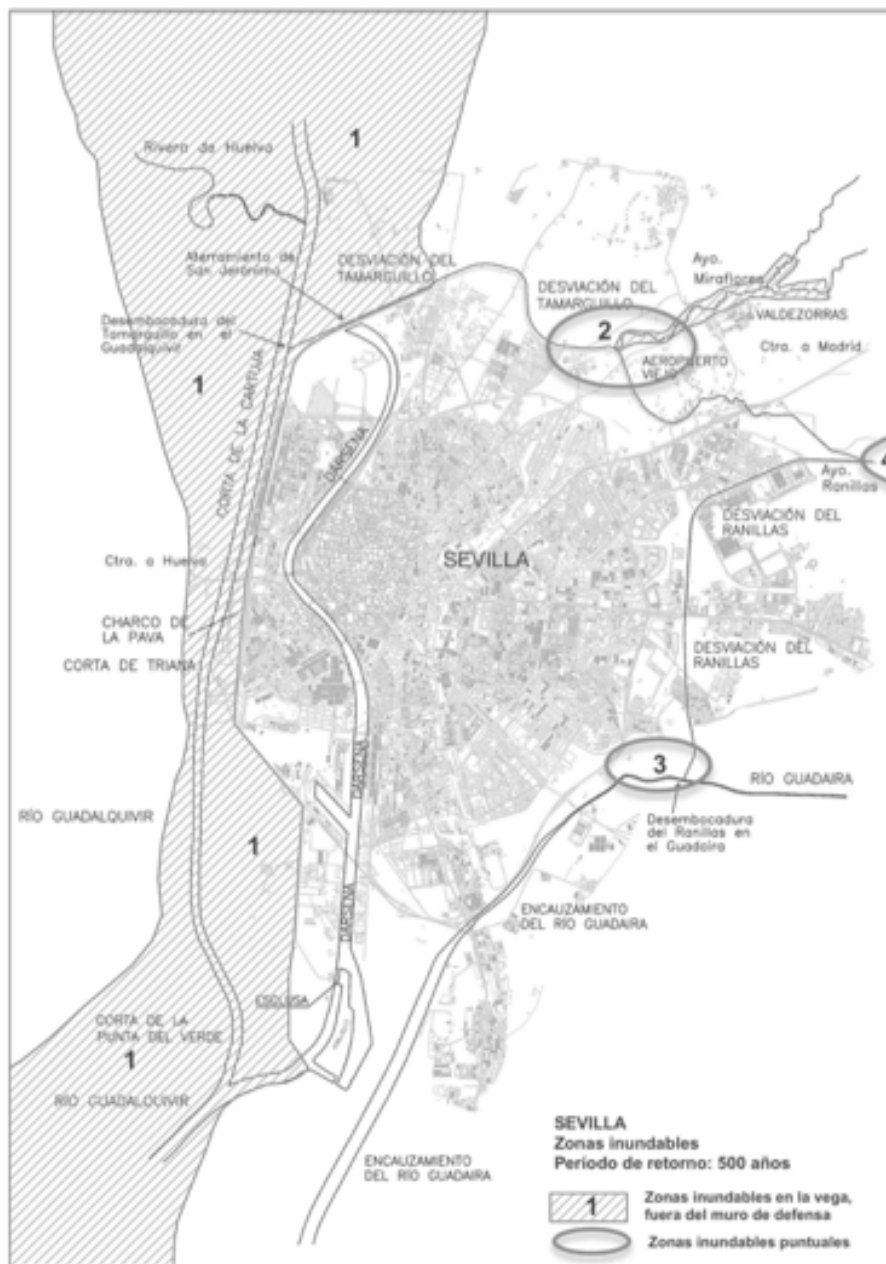 1
Rivera de Huelva
Aterramiento de
San Jerónimo
DESVIACIÓN DEL
TAMARGUILLO
DESVIACIÓN DEL
TAMARGUILLO
Ayo.
Miraflores
VALDEZORRAS
Desembocadura del
Tamarguillo en el
Guadalquivir
2
AEROPUERTO
VIEJO
Ctra. a Madrid
1
CORTA DE LA CARTUJA
DARSENA
4
Ayo.
Ranillas
DESVIACIÓN DEL
RANILLAS
SEVILLA
Ctra. a Huelva
CHARCO DE
LA PAVA
CORTA DE TRIANA
DESVIACIÓN DEL
RANILLAS
DARSENA
3
RÍO GUADAIRA
RÍO GUADALQUIVIR
1
Desembocadura
del Ranillas en
el Guadaira
DARSENA
ENCAUZAMIENTO
DEL RÍO GUADAIRA
ESCLUSA
CORTA DE LA
PUNTA DEL VERDE
1
RÍO GUADALQUIVIR
ENCAUZAMIENTO
DEL RÍO GUADAIRA
SEVILLA
Zonas inundables
Período de retorno: 500 años
1
Zonas inundables en la vega,
fuera del muro de defensa
Zonas inundables puntuales